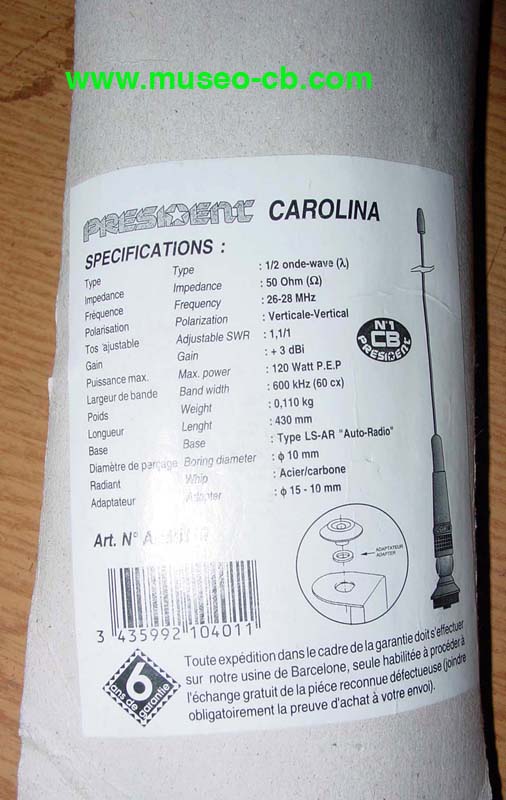 www.museo-cb.com
PRESIDENT CAROLINA
SPECIFICATIONS :
Type Type : 1/2 onde-wave (λ)
Impedance Impedance : 50 Ohm (Ω)
Fréquence Frequency : 26-28 MHz
Polarisation Polarization : Verticale-Vertical
Tos ajustable Adjustable SWR : 1,1/1
Gain Gain : + 3 dBi
Puissance max. Max. power : 120 Watt P.E.P
Largeur de bande Band width : 600 kHz (60 cx)
Poids Weight : 0,110 kg
Longueur Lenght : 430 mm
Base Base : Type LS-AR "Auto-Radio"
Diamètre de parçage Boring diameter : ϕ 10 mm
Radiant Whip : Acier/carbone
Adaptateur Adapter : ϕ 15 - 10 mm
N°1
CB
PRESIDENT
Art. N°
ADAPTATEUR
ADAPTER
3 435992 104011
6
ans de garantie
Toute expédition dans le cadre de la garantie doit s'effectuer
sur notre usine de Barcelone, seule habilitée à procéder à
l'échange gratuit de la piéce reconnue défectueuse (joindre
obligatoirement la preuve d'achat à votre envoi).